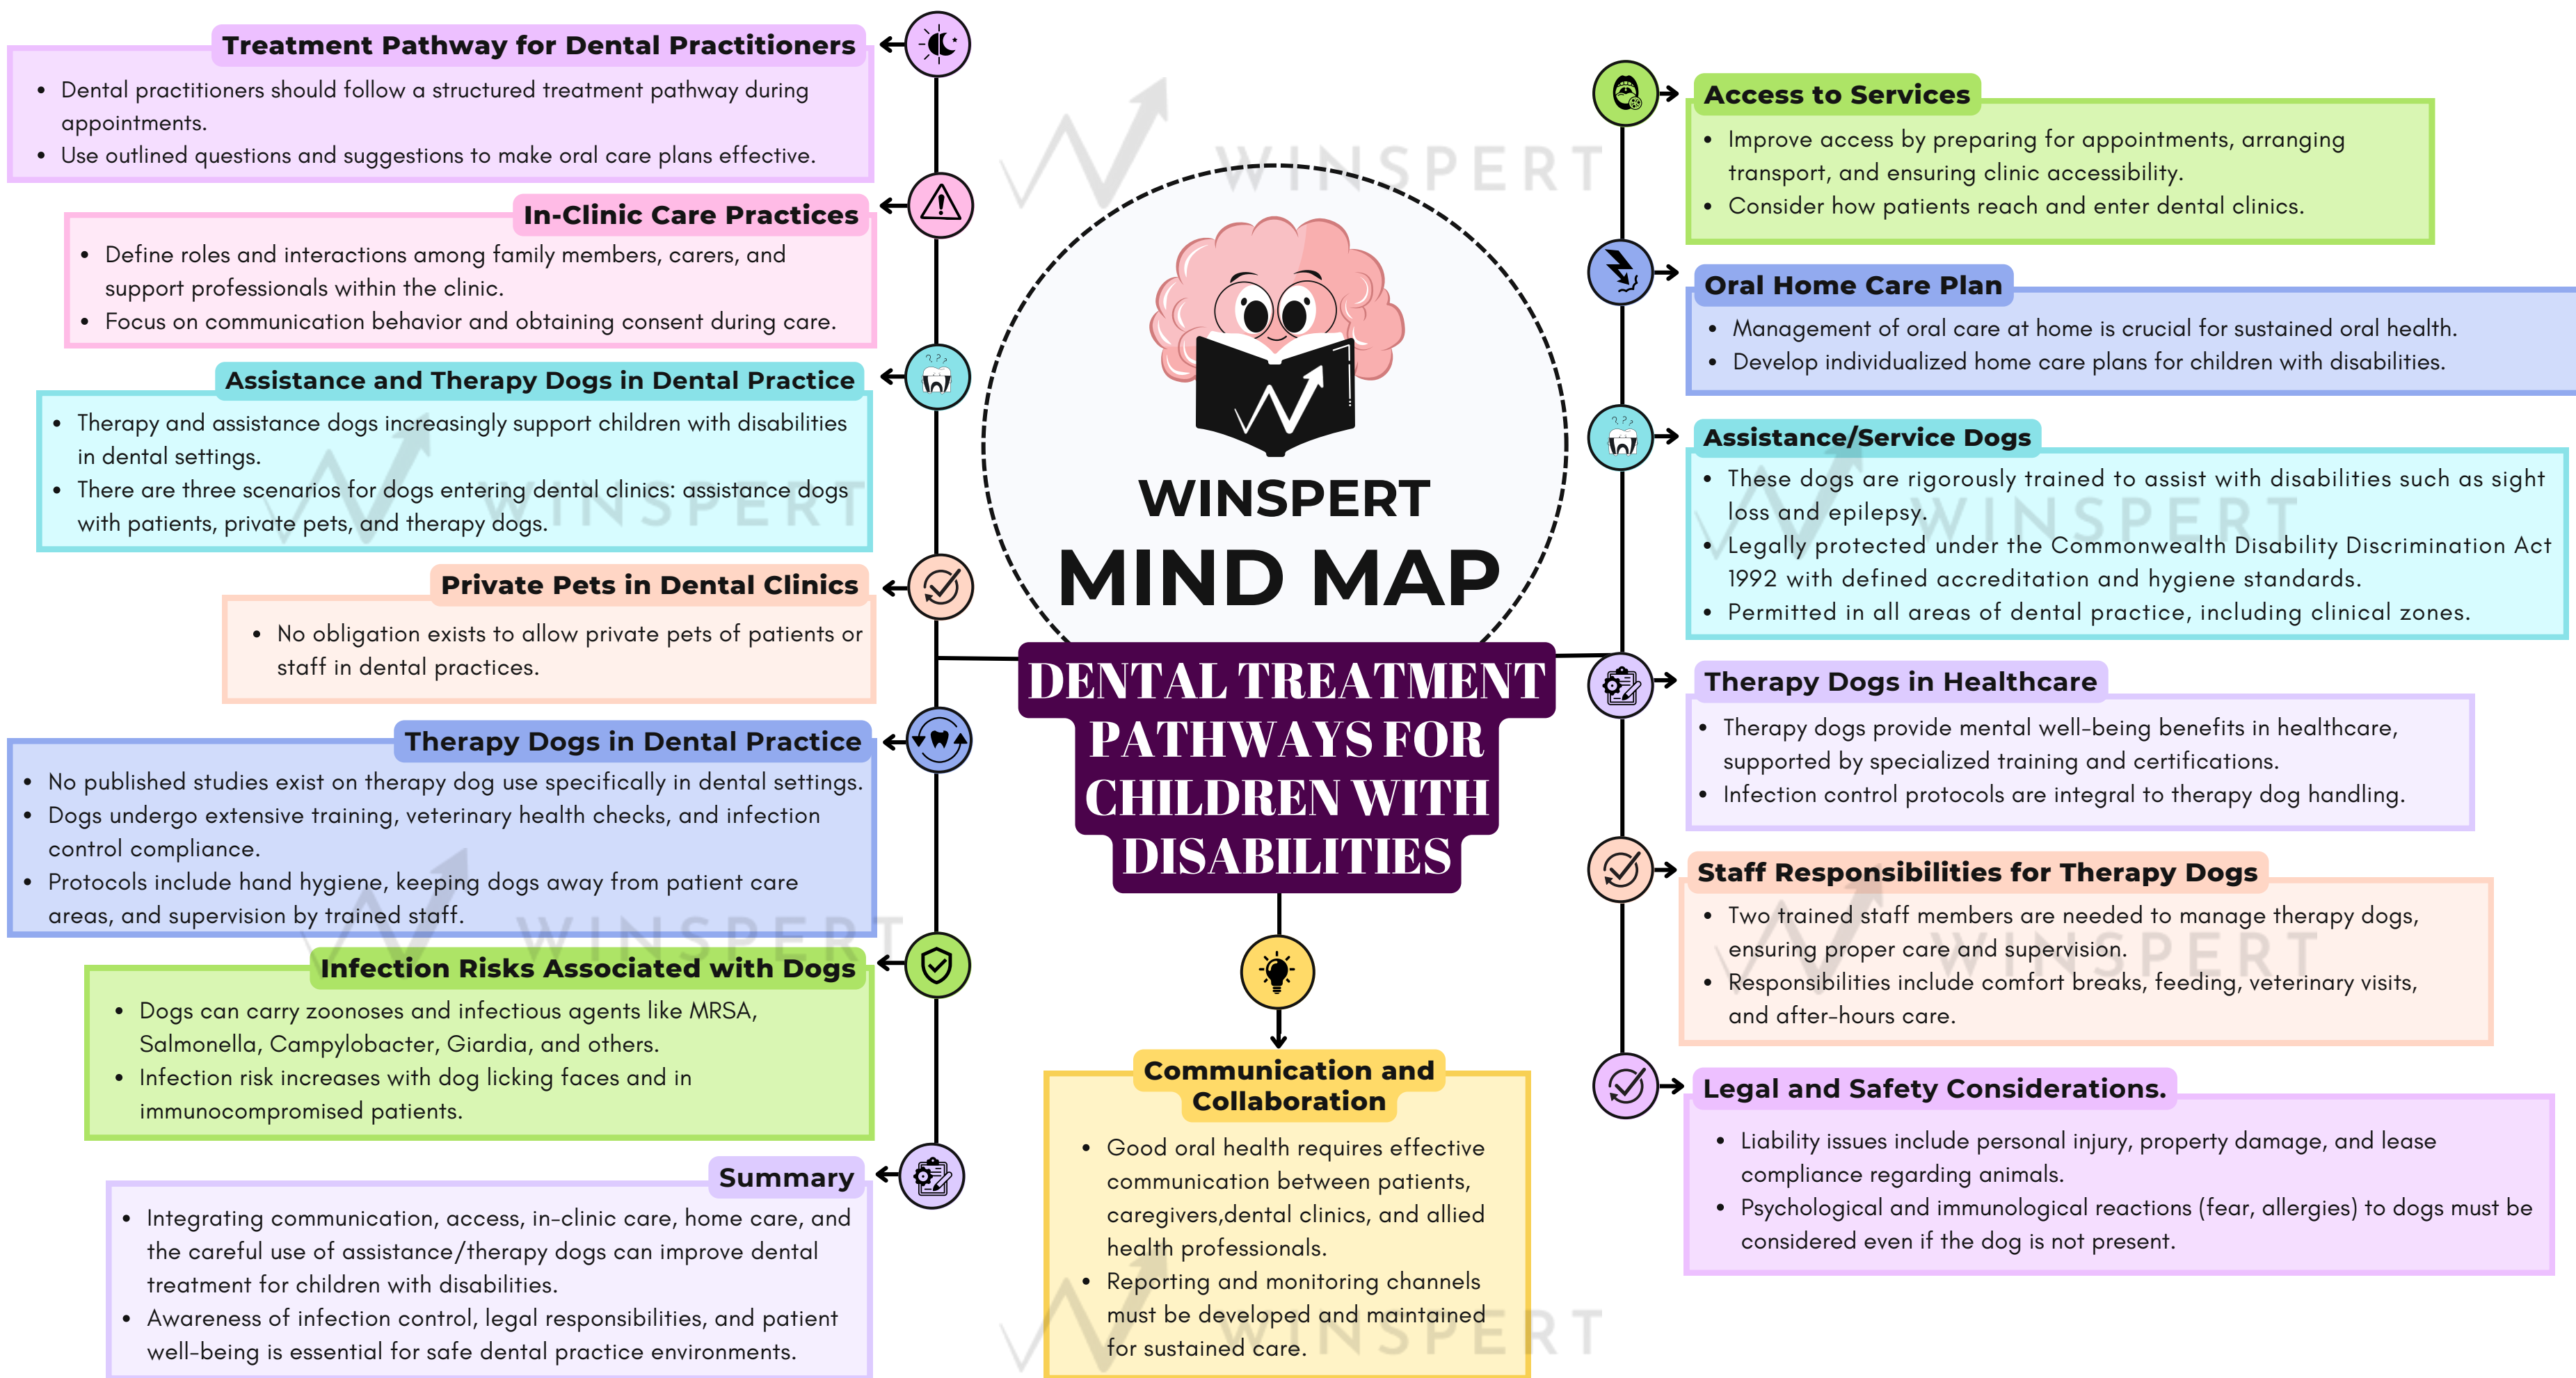 Treatment Pathway for Dental Practitioners
• Dental practitioners should follow a structured treatment pathway during
appointments.
• Use outlined questions and suggestions to make oral care plans effective.
In-Clinic Care Practices
• Define roles and interactions among family members, carers, and
support professionals within the clinic.
• Focus on communication behavior and obtaining consent during care.
Assistance and Therapy Dogs in Dental Practice
• Therapy and assistance dogs increasingly support children with disabilities
in dental settings.
• There are three scenarios for dogs entering dental clinics: assistance dogs
with patients, private pets, and therapy dogs.
Private Pets in Dental Clinics
• No obligation exists to allow private pets of patients or
staff in dental practices.
Therapy Dogs in Dental Practice
• No published studies exist on therapy dog use specifically in dental settings.
• Dogs undergo extensive training, veterinary health checks, and infection
control compliance.
• Protocols include hand hygiene, keeping dogs away from patient care
areas, and supervision by trained staff.
Infection Risks Associated with Dogs
• Dogs can carry zoonoses and infectious agents like MRSA,
Salmonella, Campylobacter, Giardia, and others.
• Infection risk increases with dog licking faces and in
immunocompromised patients.
Summary
• Integrating communication, access, in-clinic care, home care, and
the careful use of assistance/therapy dogs can improve dental
treatment for children with disabilities.
• Awareness of infection control, legal responsibilities, and patient
well-being is essential for safe dental practice environments.
WINSPERT
WINSPERT
MIND MAP
DENTAL TREATMENT
PATHWAYS FOR
CHILDREN WITH
DISABILITIES
Communication and
Collaboration
• Good oral health requires effective
communication between patients,
caregivers,dental clinics, and allied
health professionals.
• Reporting and monitoring channels
must be developed and maintained
for sustained care.
Access to Services
• Improve access by preparing for appointments, arranging
transport, and ensuring clinic accessibility.
• Consider how patients reach and enter dental clinics.
Oral Home Care Plan
• Management of oral care at home is crucial for sustained oral health.
• Develop individualized home care plans for children with disabilities.
Assistance/Service Dogs
• These dogs are rigorously trained to assist with disabilities such as sight
loss and epilepsy.
• Legally protected under the Commonwealth Disability Discrimination Act
1992 with defined accreditation and hygiene standards.
• Permitted in all areas of dental practice, including clinical zones.
Therapy Dogs in Healthcare
• Therapy dogs provide mental well-being benefits in healthcare,
supported by specialized training and certifications.
• Infection control protocols are integral to therapy dog handling.
Staff Responsibilities for Therapy Dogs
• Two trained staff members are needed to manage therapy dogs,
ensuring proper care and supervision.
• Responsibilities include comfort breaks, feeding, veterinary visits,
and after-hours care.
Legal and Safety Considerations.
• Liability issues include personal injury, property damage, and lease
compliance regarding animals.
• Psychological and immunological reactions (fear, allergies) to dogs must be
considered even if the dog is not present.
WINSPERT
WINSPERT
WINSPERT
WINSPERT
WINSPERT